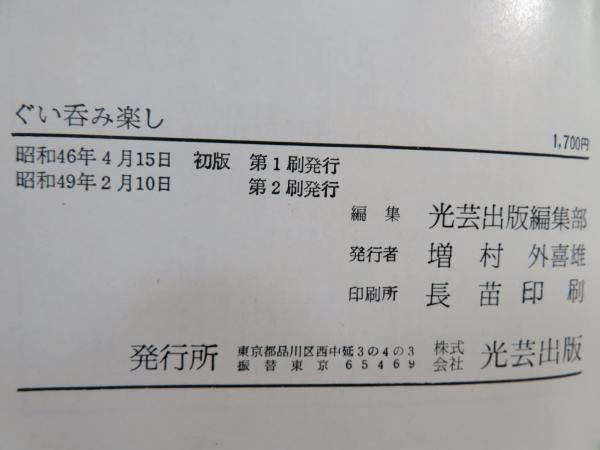 ぐい呑み楽し
1,700円
昭和46年4月15日 初版 第1刷発行
昭和49年2月10日 第2刷発行
編集 光芸出版編集部
発行者 増村 外喜雄
印刷所 長苗印刷
発行所 東京都品川区西中延3の4の3 株式会社 光芸出版
振替東京65469